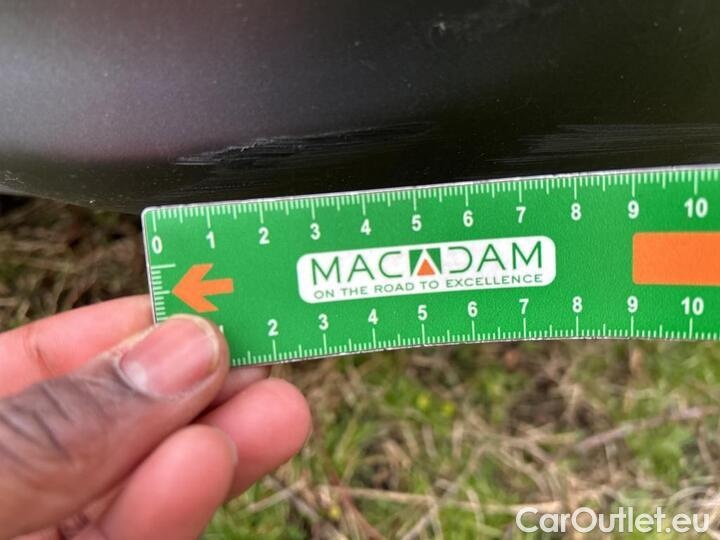 0 1 2 3 4 5 6 7 8 9 10
MACADAM
ON THE ROAD TO EXCELLENCE
1 2 3 4 5 6 7 8 9 10
CarOutlet.eu